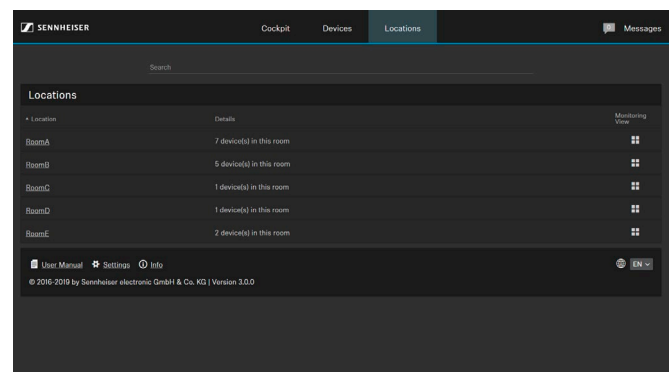 SENNHEISER
Cockpit Devices Locations
Messages
Search
Locations
Location Details Monitoring
View
RoomA 7 device(s) in this room
RoomB 5 device(s) in this room
RoomC 1 device(s) in this room
RoomD 1 device(s) in this room
RoomE 2 device(s) in this room
User Manual Settings Info EN
© 2016-2019 by Sennheiser electronic GmbH & Co. KG | Version 3.0.0